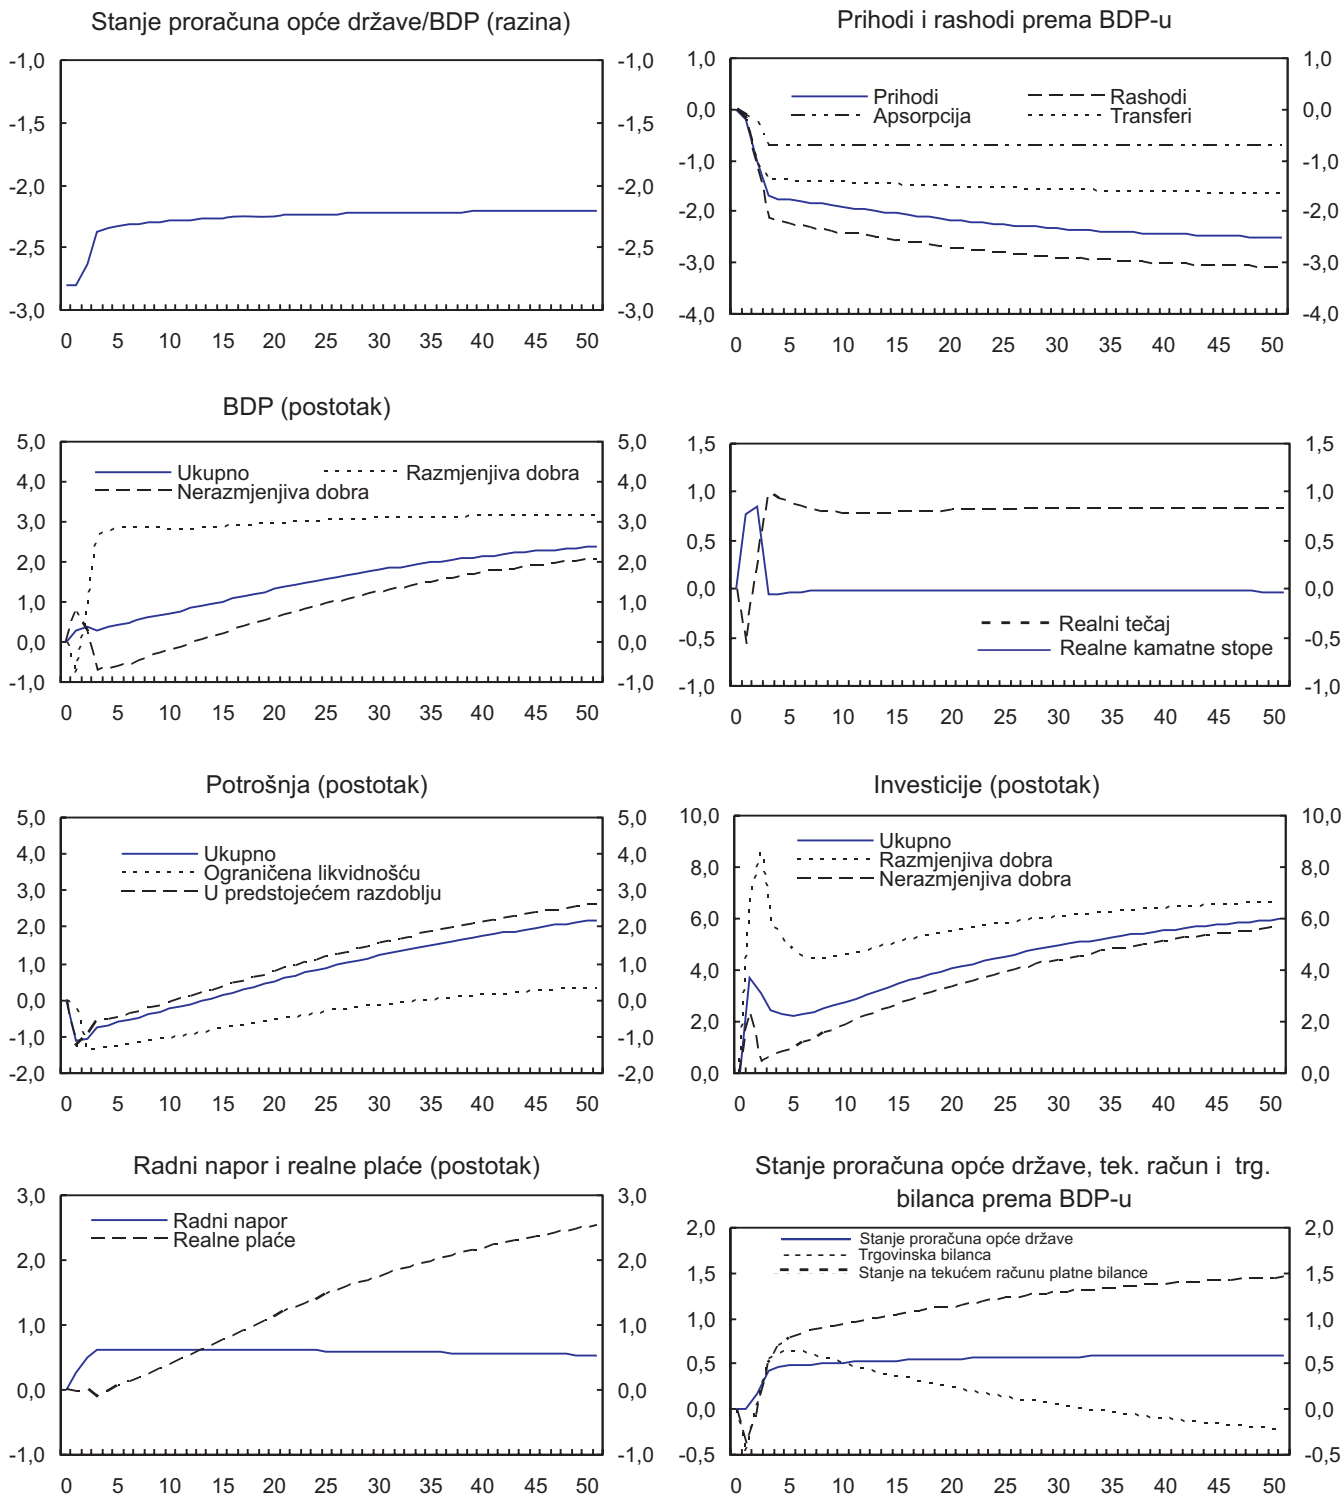 Stanje proračuna opće države/BDP (razina)
-1,0 -1,0
-1,5 -1,5
-2,0 -2,0
-2,5 -2,5
-3,0 -3,0
0 5 10 15 20 25 30 35 40 45 50
Prihodi i rashodi prema BDP-u
1,0 1,0
0,0 Prihodi Rashodi 0,0
Apsorpcija Transferi
-1,0 -1,0
-2,0 -2,0
-3,0 -3,0
-4,0 -4,0
0 5 10 15 20 25 30 35 40 45 50
BDP (postotak)
5,0 5,0
4,0 Ukupno Razmjenjiva dobra 4,0
Nerazmjenjiva dobra
3,0 3,0
2,0 2,0
1,0 1,0
0,0 0,0
-1,0 -1,0
0 5 10 15 20 25 30 35 40 45 50
1,5 1,5
1,0 1,0
0,5 0,5
0,0 0,0
Realni tečaj
-0,5 -0,5
Realne kamatne stope
-1,0 -1,0
0 5 10 15 20 25 30 35 40 45 50
Potrošnja (postotak)
5,0 5,0
4,0 Ukupno 4,0
Ograničena likvidnošću
3,0 U predstojećem razdoblju 3,0
2,0 2,0
1,0 1,0
0,0 0,0
-1,0 -1,0
-2,0 -2,0
0 5 10 15 20 25 30 35 40 45 50
Investicije (postotak)
10,0 10,0
Ukupno
8,0 Razmjenjiva dobra 8,0
Nerazmjenjiva dobra
6,0 6,0
4,0 4,0
2,0 2,0
0,0 0,0
0 5 10 15 20 25 30 35 40 45 50
Radni napor i realne plaće (postotak)
3,0 3,0
Radni napor
Realne plaće
2,0 2,0
1,0 1,0
0,0 0,0
-1,0 -1,0
0 5 10 15 20 25 30 35 40 45 50
Stanje proračuna opće države, tek. račun i trg.
bilanca prema BDP-u
2,0 2,0
Stanje proračuna opće države
Trgovinska bilanca
1,5 Stanje na tekućem računu platne bilance 1,5
1,0 1,0
0,5 0,5
0,0 0,0
-0,5 -0,5
0 5 10 15 20 25 30 35 40 45 50